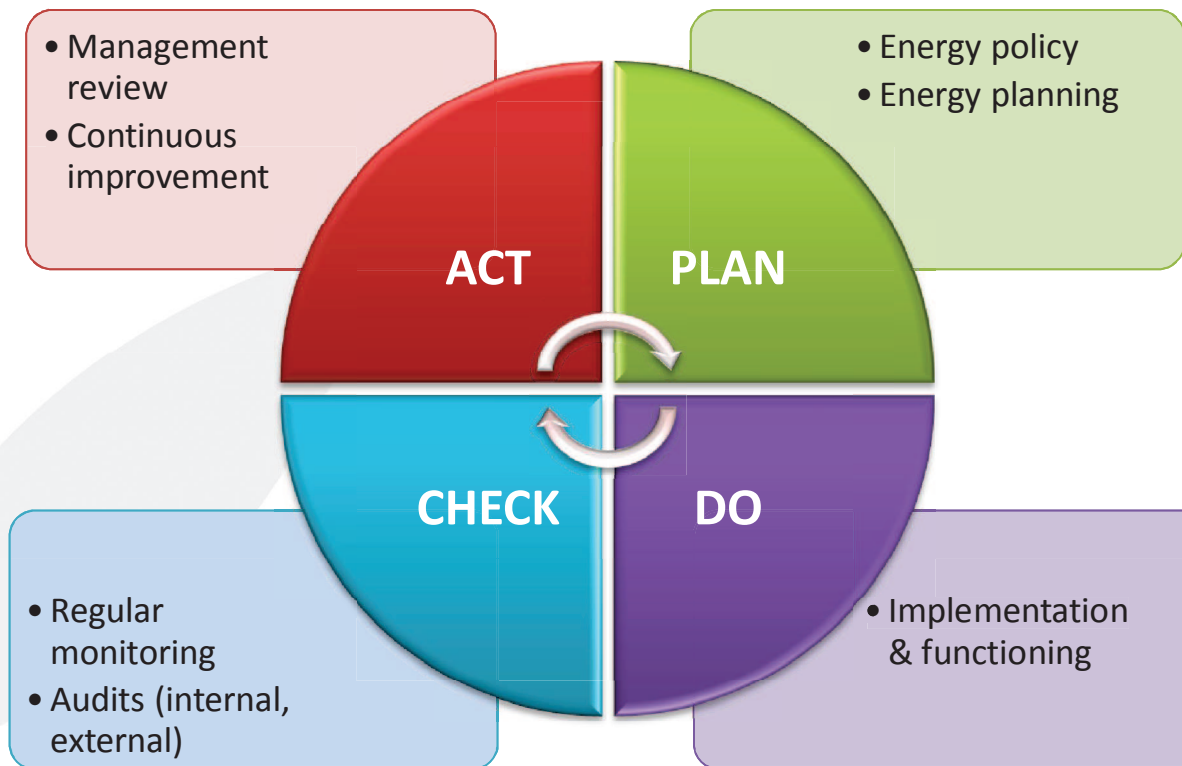 • Management
review
• Continuous
improvement
• Energy policy
• Energy planning
ACT
PLAN
CHECK
DO
• Regular
monitoring
• Audits (internal,
external)
• Implementation
& functioning